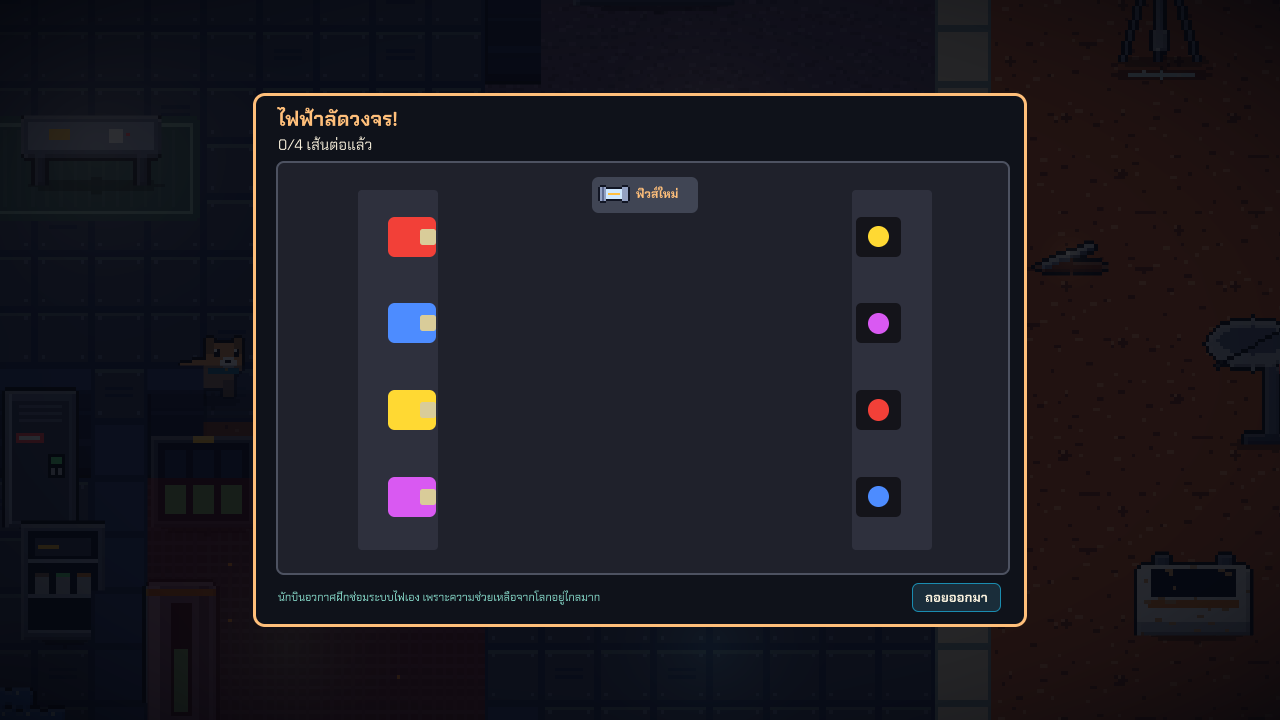 ไฟฟ้าลัดวงจร!
0/4 เส้นต่อแล้ว
ฟิวส์ใหม่
นักบินอวกาศฝึกซ่อมระบบไฟเอง เพราะความช่วยเหลือจากโลกอยู่ไกลมาก
ถอยออกมา